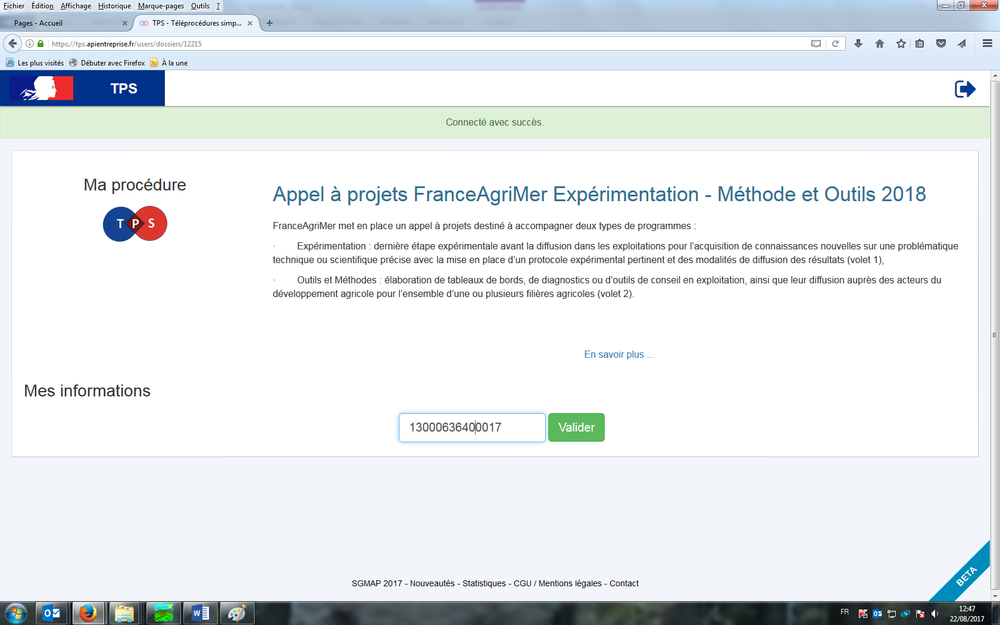 Fichier Édition Affichage Historique Marque-pages Outils ?
Pages - Accueil
TPS - Téléprocédures simp...
https://tps.apientreprise.fr/users/dossiers/12215
Les plus visités Débuter avec Firefox À la une
TPS
Connecté avec succès.
Ma procédure
T P S
Appel à projets FranceAgriMer Expérimentation - Méthode et Outils 2018
FranceAgriMer met en place un appel à projets destiné à accompagner deux types de programmes :
· Expérimentation : dernière étape expérimentale avant la diffusion dans les exploitations pour l’acquisition de connaissances nouvelles sur une problématique
technique ou scientifique précise avec la mise en place d’un protocole expérimental pertinent et des modalités de diffusion des résultats (volet 1),
· Outils et Méthodes : élaboration de tableaux de bords, de diagnostics ou d’outils de conseil en exploitation, ainsi que leur diffusion auprès des acteurs du
développement agricole pour l’ensemble d’une ou plusieurs filières agricoles (volet 2).
En savoir plus ...
Mes informations
13000636400017
Valider
SGMAP 2017 - Nouveautés - Statistiques - CGU / Mentions légales - Contact
BETA
FR
12:47
22/08/2017